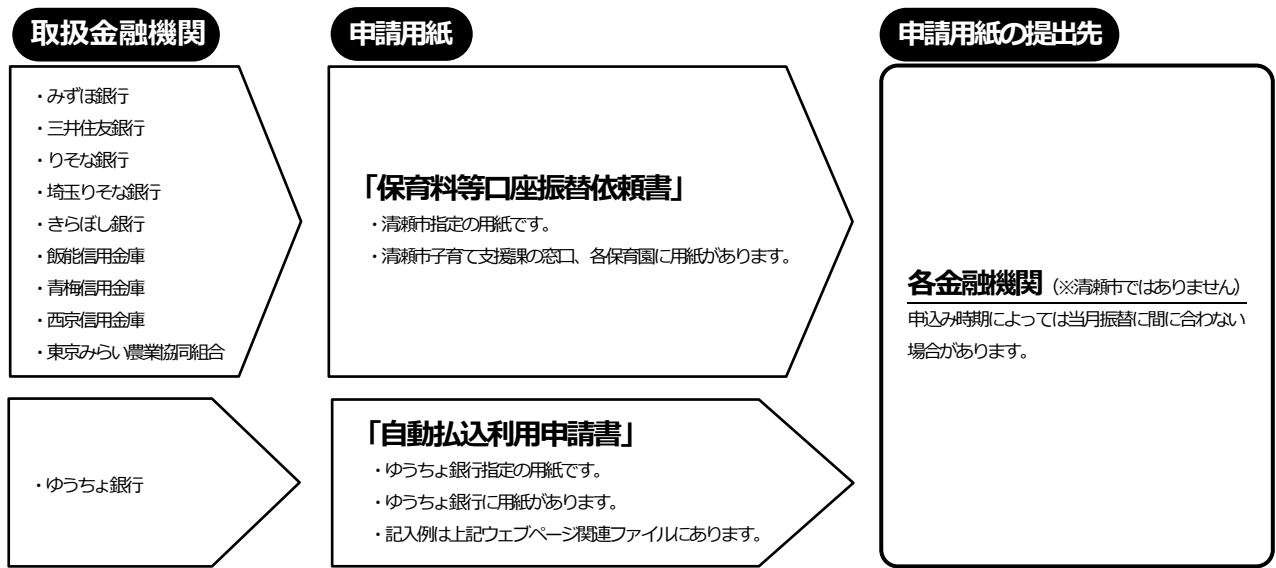 取扱金融機関
・みずほ銀行
・三井住友銀行
・りそな銀行
・埼玉りそな銀行
・きらぼし銀行
・飯能信用金庫
・青梅信用金庫
・西京信用金庫
・東京みらい農業協同組合
・ゆうちょ銀行
申請用紙
「保育料等口座振替依頼書」
・清瀬市指定の用紙です。
・清瀬市子育て支援課の窓口、各保育園に用紙があります。
「自動払込利用申請書」
・ゆうちょ銀行指定の用紙です。
・ゆうちょ銀行に用紙があります。
・記入例は上記ウェブページ関連ファイルにあります。
申請用紙の提出先
各金融機関（※清瀬市ではありません）
申込み時期によっては当月振替に間に合わない
場合があります。